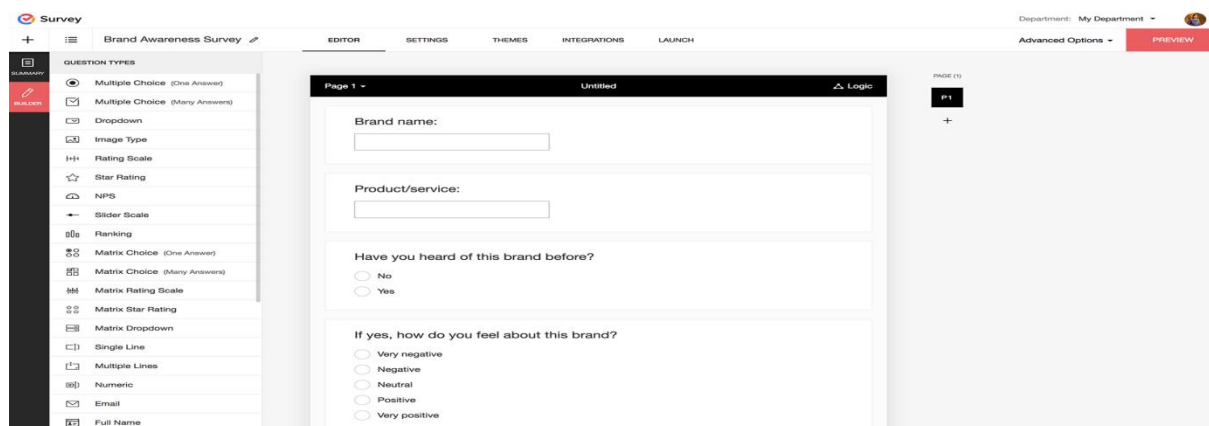 Survey
Department: My Department
Brand Awareness Survey
EDITOR
SETTINGS
THEMES
INTEGRATIONS
LAUNCH
Advanced Options
PREVIEW
SUMMARY
BUILDER
QUESTION TYPES
Multiple Choice (One Answer)
Multiple Choice (Many Answers)
Dropdown
Image Type
Rating Scale
Star Rating
NPS
Slider Scale
Ranking
Matrix Choice (One Answer)
Matrix Choice (Many Answers)
Matrix Rating Scale
Matrix Star Rating
Matrix Dropdown
Single Line
Multiple Lines
Numeric
Email
Full Name
Page 1
Untitled
Logic
Brand name:
Product/service:
Have you heard of this brand before?
No
Yes
If yes, how do you feel about this brand?
Very negative
Negative
Neutral
Positive
Very positive
PAGE (1)
P1